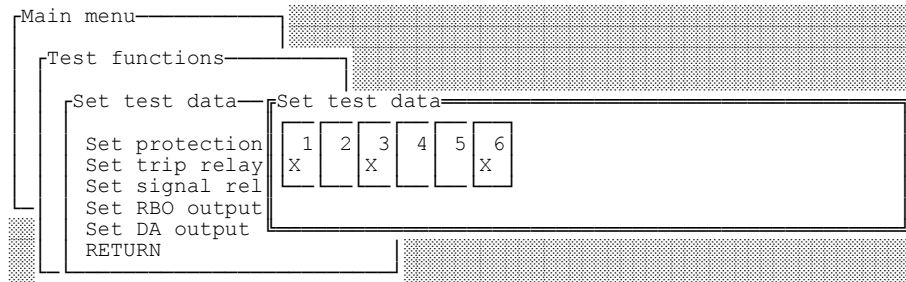 Main menu
Test functions
Set test data Set test data
Set protection 1 2 3 4 5 6
Set trip relay X X X
Set signal rel
Set RBO output
Set DA output
RETURN